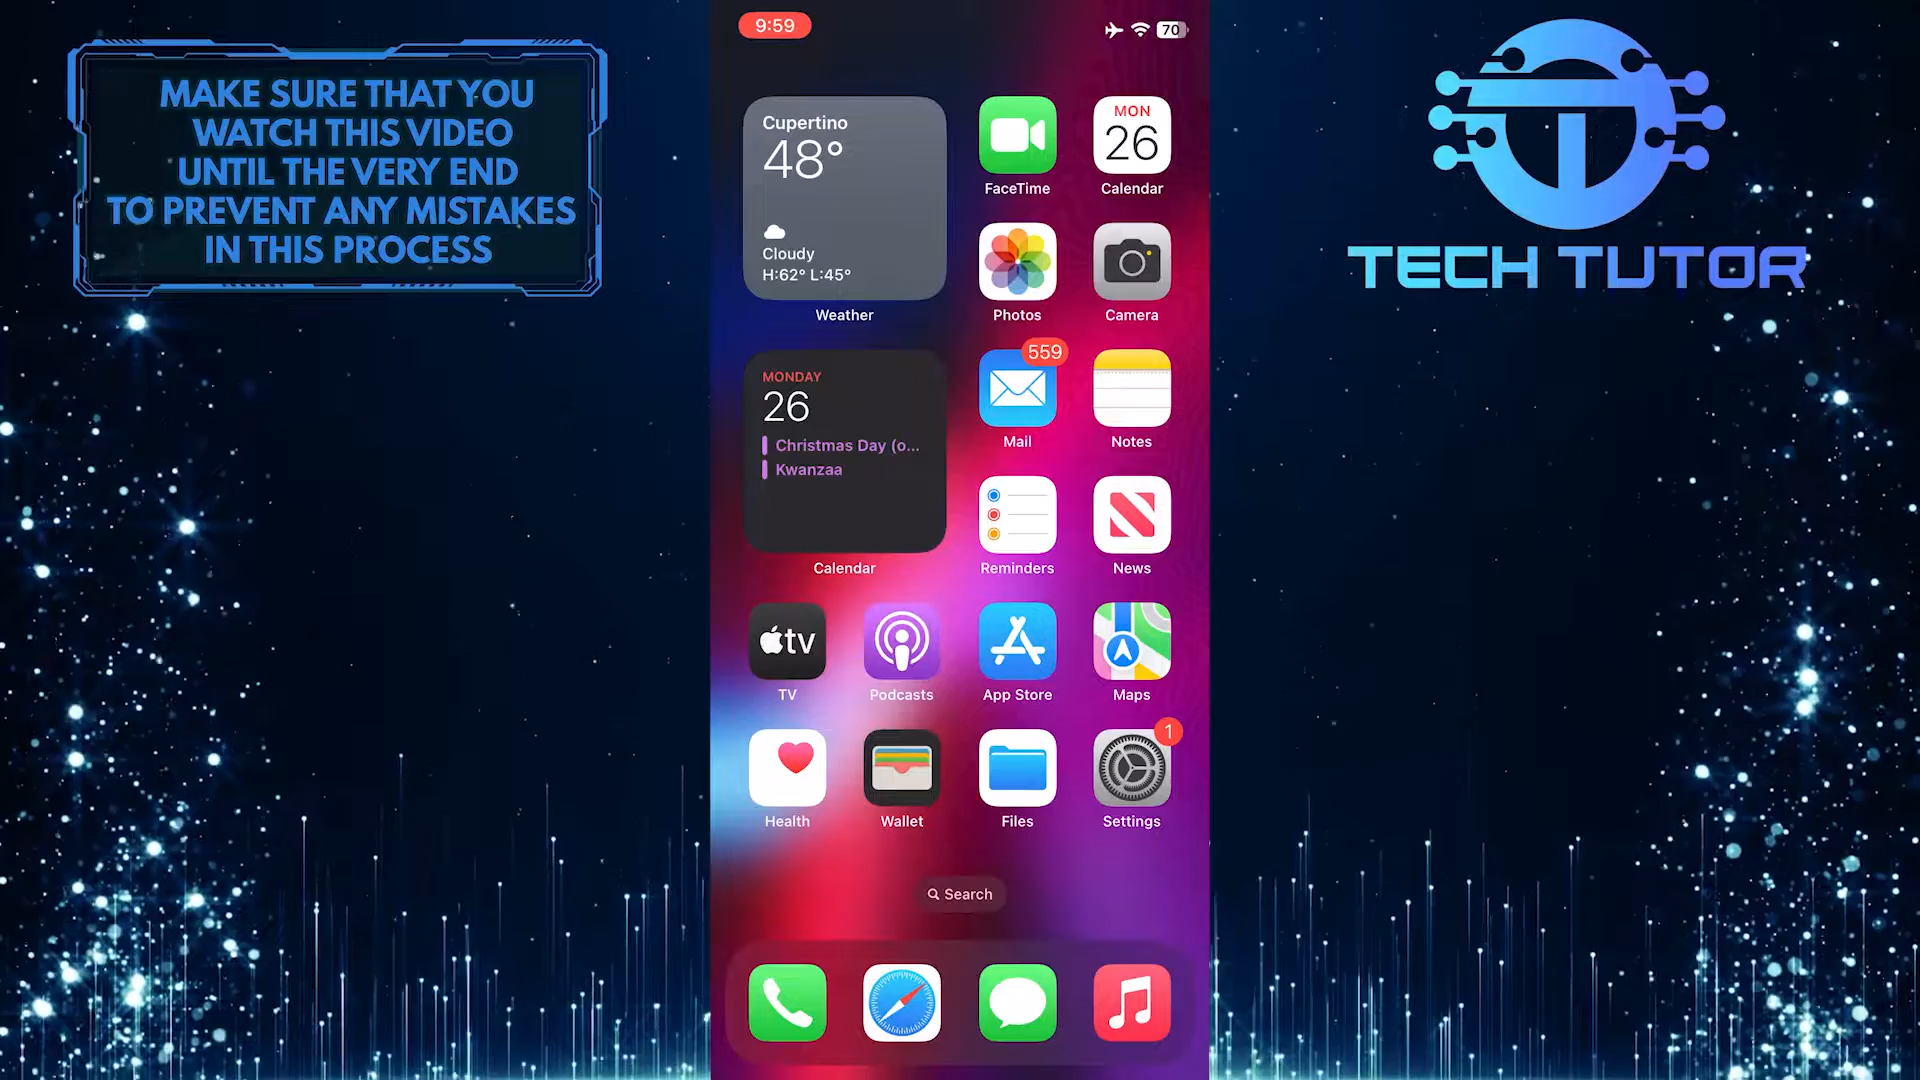 MAKE SURE THAT YOU
WATCH THIS VIDEO
UNTIL THE VERY END
TO PREVENT ANY MISTAKES
IN THIS PROCESS
9:59
70
Cupertino
48°
Cloudy
H:62° L:45°
Weather
FaceTime
MON
26
Calendar
Photos
Camera
MONDAY
26
Christmas Day (o...
Kwanzaa
Calendar
559
Mail
Notes
Reminders
News
tv
TV
Podcasts
App Store
Maps
Health
Wallet
Files
1
Settings
Search
TECH TUTOR